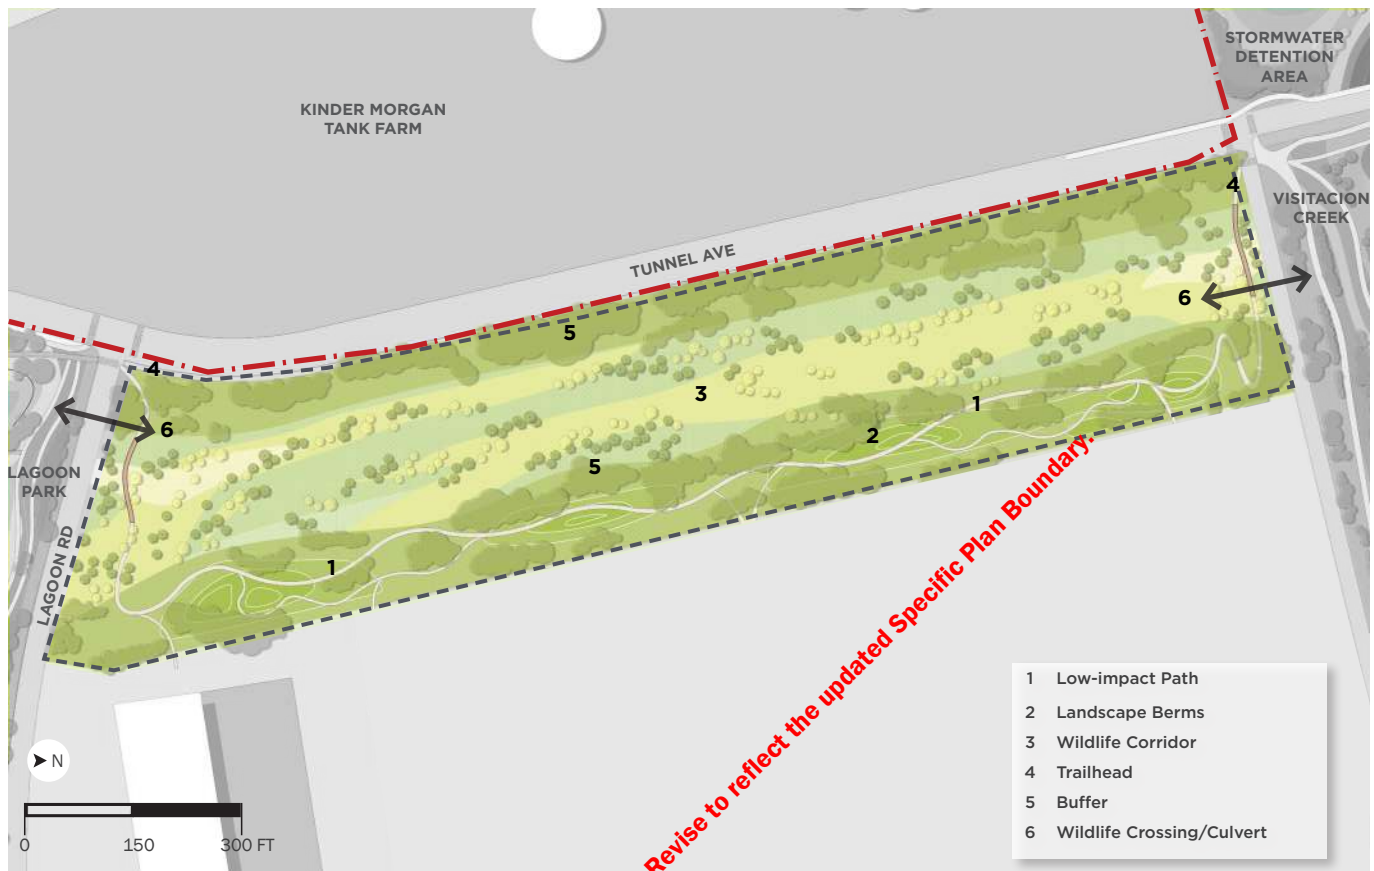 STORMWATER
DETENTION
AREA
KINDER MORGAN
TANK FARM
4
VISITACION
CREEK
TUNNEL AVE
6
5
4
3
1
6
2
5
LAGOON
PARK
1
LAGOON RD
Revise to reflect the updated Specific Plan Boundary.
1 Low-impact Path
2 Landscape Berms
3 Wildlife Corridor
4 Trailhead
5 Buffer
6 Wildlife Crossing/Culvert
N
0 150 300 FT